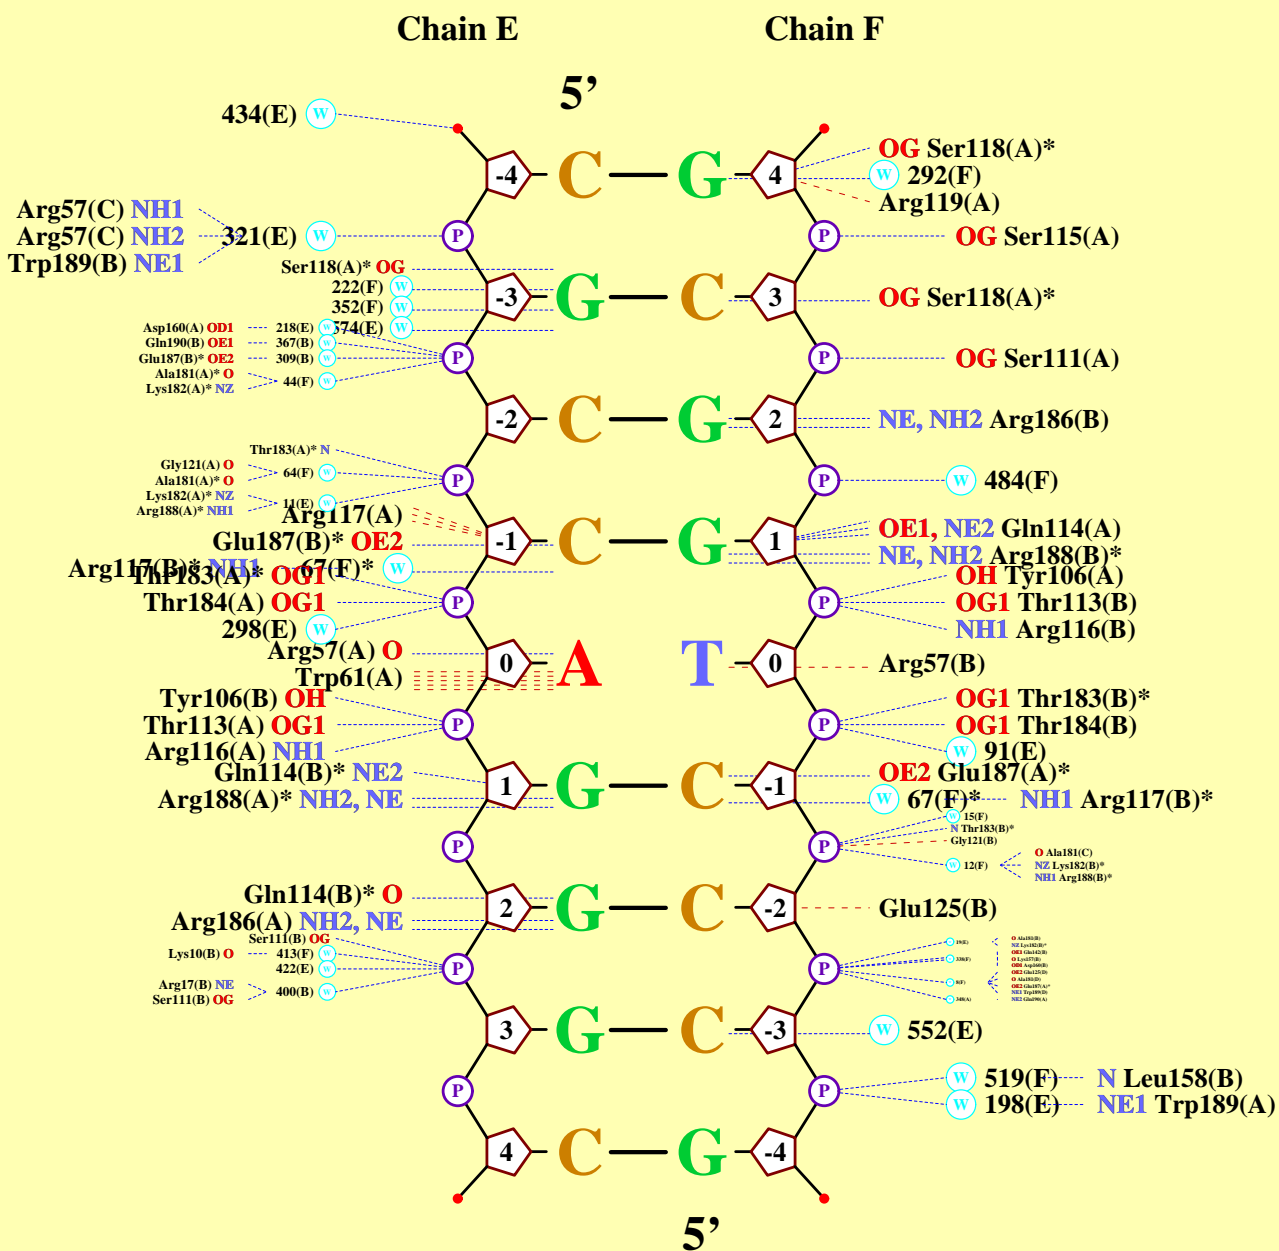 Chain E Chain F
5’
434(E) W
-4 C G 4
OG Ser118(A)*
W 292(F)
Arg119(A)
Arg57(C) NH1
Arg57(C) NH2
Trp189(B) NE1
321(E) W P
P OG Ser115(A)
Ser118(A)* OG
222(F) W
352(F) W
574(E) W
-3 G C 3
OG Ser118(A)*
Asp160(A) OD1 218(E) W
Gln190(B) OE1 367(B) W
Glu187(B)* OE2 309(B) W
Ala181(A)* O
Lys182(A)* NZ
44(F) W
P P
OG Ser111(A)
-2 C G 2
NE, NH2 Arg186(B)
Thr183(A)* N
Gly121(A) O
Ala181(A)* O
64(F) W
Lys182(A)* NZ
Arg188(A)* NH1
11(E) W
P P
W 484(F)
Arg117(A)
Glu187(B)* OE2
Arg117(B)* NH1 67(F)* W
-1 C G 1
OE1, NE2 Gln114(A)
NE, NH2 Arg188(B)*
Thr183(A)* OG1
Thr184(A) OG1
298(E) W
P P
OH Tyr106(A)
OG1 Thr113(B)
NH1 Arg116(B)
Arg57(A) O
Trp61(A)
0 A T 0
Arg57(B)
Tyr106(B) OH
Thr113(A) OG1
Arg116(A) NH1
P P
OG1 Thr183(B)*
OG1 Thr184(B)
W 91(E)
Gln114(B)* NE2
Arg188(A)* NH2, NE
1 G C -1
OE2 Glu187(A)*
W 67(F)* NH1 Arg117(B)*
P P
W 15(F)
N Thr183(B)*
Gly121(B)
W 12(F)
O Ala181(C)
NZ Lys182(B)*
NH1 Arg188(B)*
Gln114(B)* O
Arg186(A) NH2, NE
2 G C -2
Glu125(B)
Ser111(B) OG
Lys10(B) O 413(F) W
422(E) W
Arg17(B) NE
Ser111(B) OG
400(B) W
P P
3 G C -3
W 552(E)
P P
W 519(F) N Leu158(B)
W 198(E) NE1 Trp189(A)
4 C G -4
5’